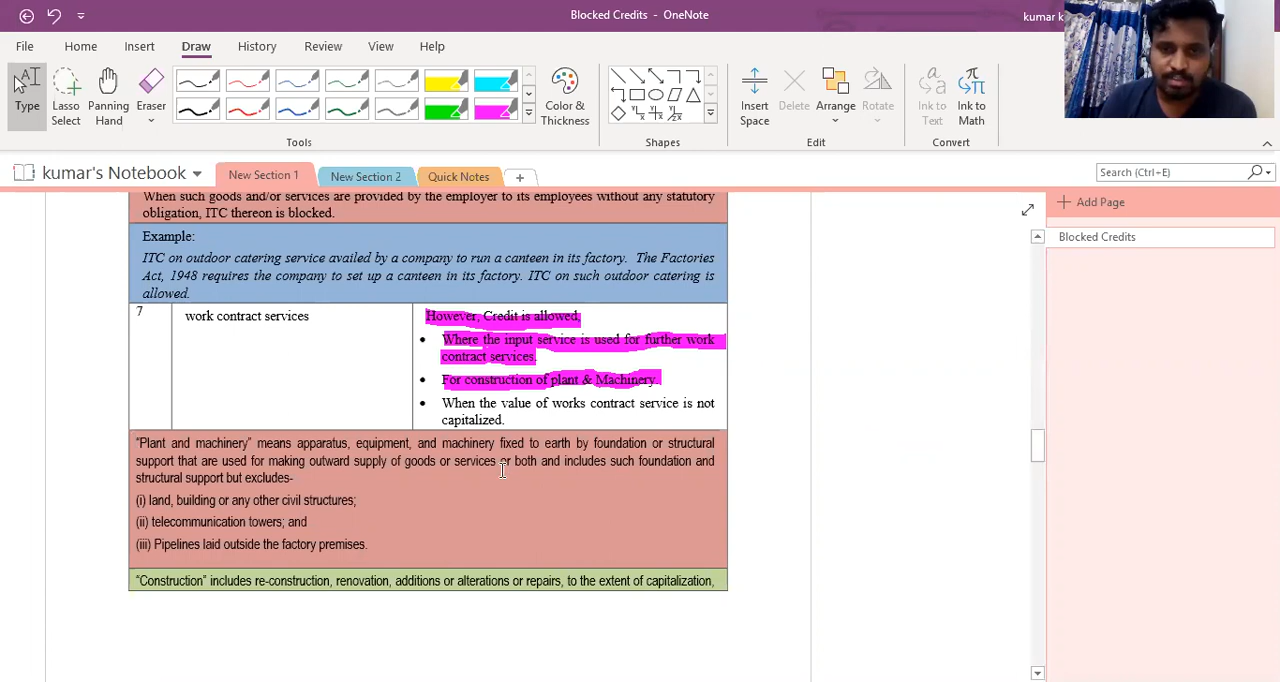 Blocked Credits - OneNote
kumar k
File Home Insert Draw History Review View Help
Type
Lasso Select
Panning Hand
Eraser
Color & Thickness
Insert Space
Delete
Arrange
Rotate
Ink to Text
Ink to Math
Tools Shapes Edit Convert
kumar's Notebook New Section 1 New Section 2 Quick Notes Search (Ctrl+E)
Add Page
Blocked Credits
When such goods and/or services are provided by the employer to its employees without any statutory
obligation, ITC thereon is blocked.
Example:
ITC on outdoor catering service availed by a company to run a canteen in its factory. The Factories
Act, 1948 requires the company to set up a canteen in its factory. ITC on such outdoor catering is
allowed.
7 work contract services However, Credit is allowed,
• Where the input service is used for further work
contract services.
• For construction of plant & Machinery.
• When the value of works contract service is not
capitalized.
“Plant and machinery” means apparatus, equipment, and machinery fixed to earth by foundation or structural
support that are used for making outward supply of goods or services or both and includes such foundation and
structural support but excludes-
(i) land, building or any other civil structures;
(ii) telecommunication towers; and
(iii) Pipelines laid outside the factory premises.
“Construction” includes re-construction, renovation, additions or alterations or repairs, to the extent of capitalization,